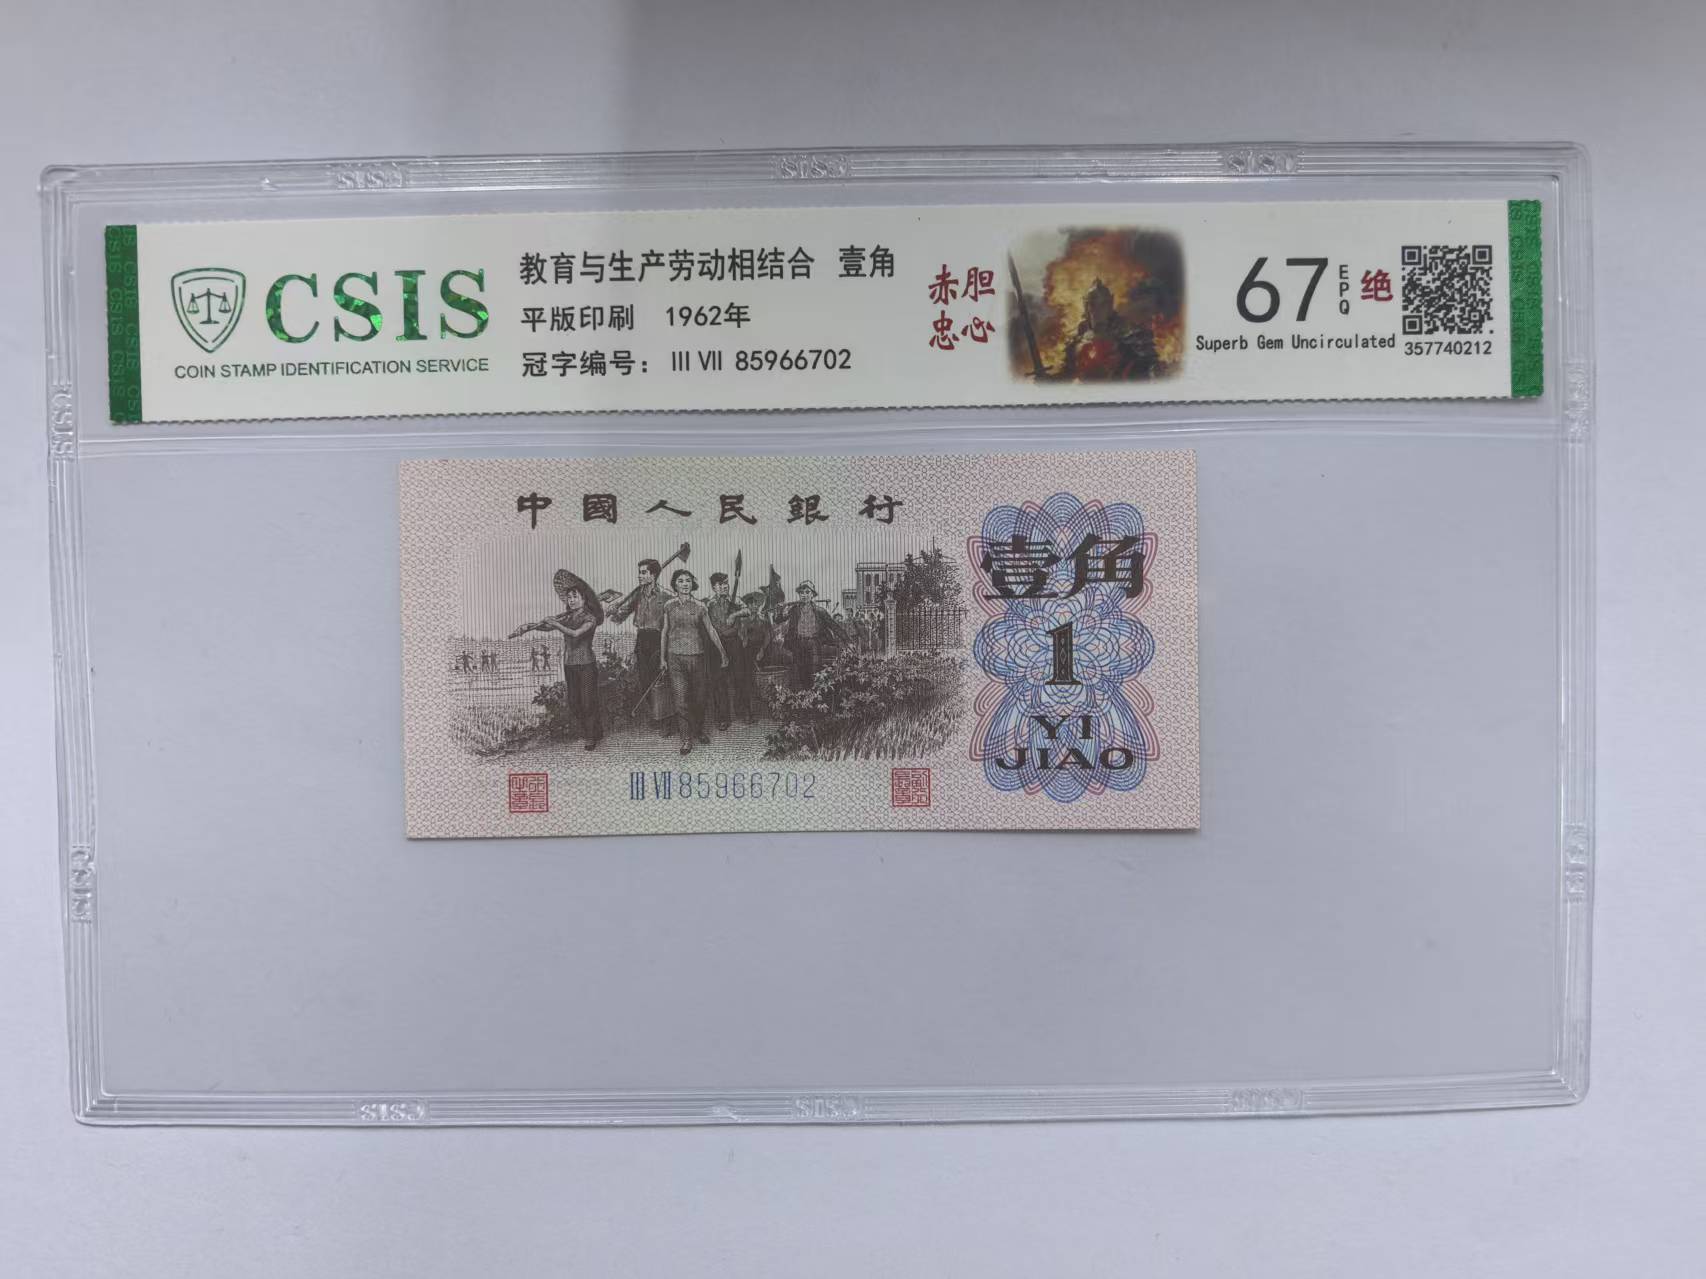 CSIS
COIN STAMP IDENTIFICATION SERVICE
教育与生产劳动相结合 壹角
平版印刷 1962年
冠字编号： III VII 85966702
赤胆
忠心
67 EPQ 绝
Superb Gem Uncirculated
357740212
中國人民銀行
壹角
1
YI
JIAO
III VII 85966702